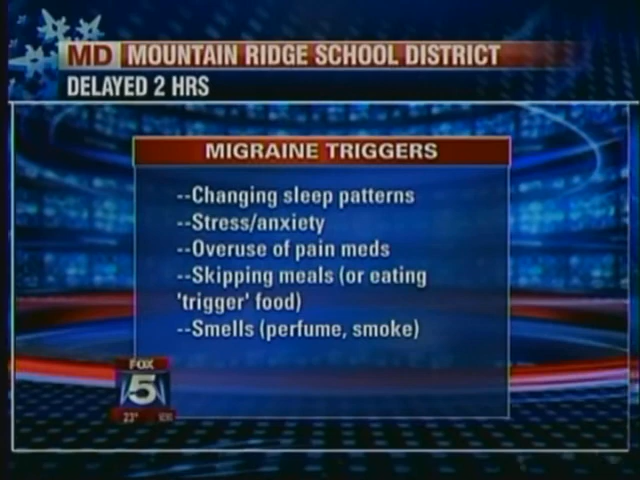 MD MOUNTAIN RIDGE SCHOOL DISTRICT
DELAYED 2 HRS
MIGRAINE TRIGGERS
--Changing sleep patterns
--Stress/anxiety
--Overuse of pain meds
--Skipping meals (or eating
'trigger' food)
--Smells (perfume, smoke)
FOX
5
23°